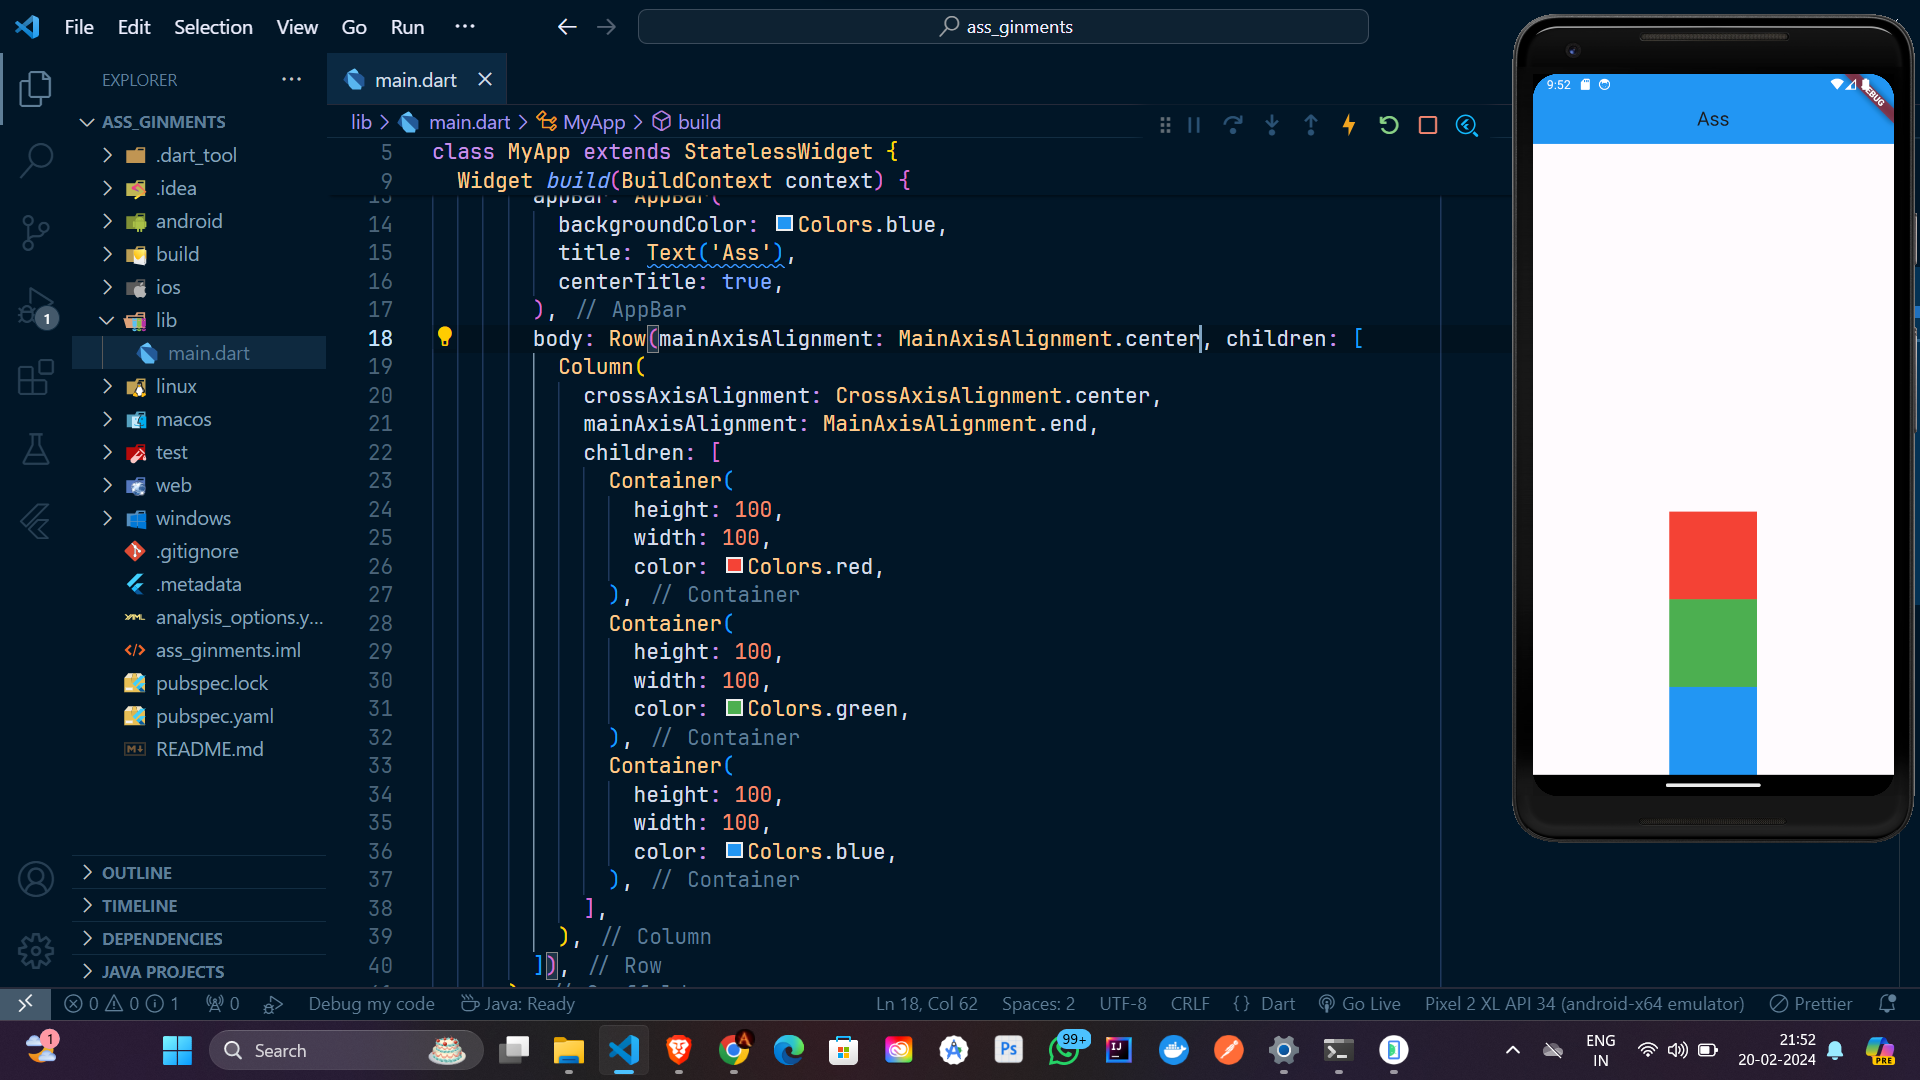 File Edit Selection View Go Run ···
ass_ginments
EXPLORER
ASS_GINMENTS
.dart_tool
.idea
android
build
ios
lib
main.dart
linux
macos
test
web
windows
.gitignore
.metadata
analysis_options.y...
ass_ginments.iml
pubspec.lock
pubspec.yaml
README.md
OUTLINE
TIMELINE
DEPENDENCIES
JAVA PROJECTS
1
main.dart
lib > main.dart > MyApp > build
5 class MyApp extends StatelessWidget {
9 Widget build(BuildContext context) {
13 appBar: AppBar(
14 backgroundColor: Colors.blue,
15 title: Text('Ass'),
16 centerTitle: true,
17 ), // AppBar
18 body: Row(mainAxisAlignment: MainAxisAlignment.center, children: [
19 Column(
20 crossAxisAlignment: CrossAxisAlignment.center,
21 mainAxisAlignment: MainAxisAlignment.end,
22 children: [
23 Container(
24 height: 100,
25 width: 100,
26 color: Colors.red,
27 ), // Container
28 Container(
29 height: 100,
30 width: 100,
31 color: Colors.green,
32 ), // Container
33 Container(
34 height: 100,
35 width: 100,
36 color: Colors.blue,
37 ), // Container
38 ],
39 ), // Column
40 ]), // Row
9:52
DEBUG
Ass
0 0 1 0 Debug my code Java: Ready
Ln 18, Col 62 Spaces: 2 UTF-8 CRLF {} Dart Go Live Pixel 2 XL API 34 (android-x64 emulator) Prettier
1
Search
A
Ps
99+
IJ
ENG
IN
21:52
20-02-2024
PRE